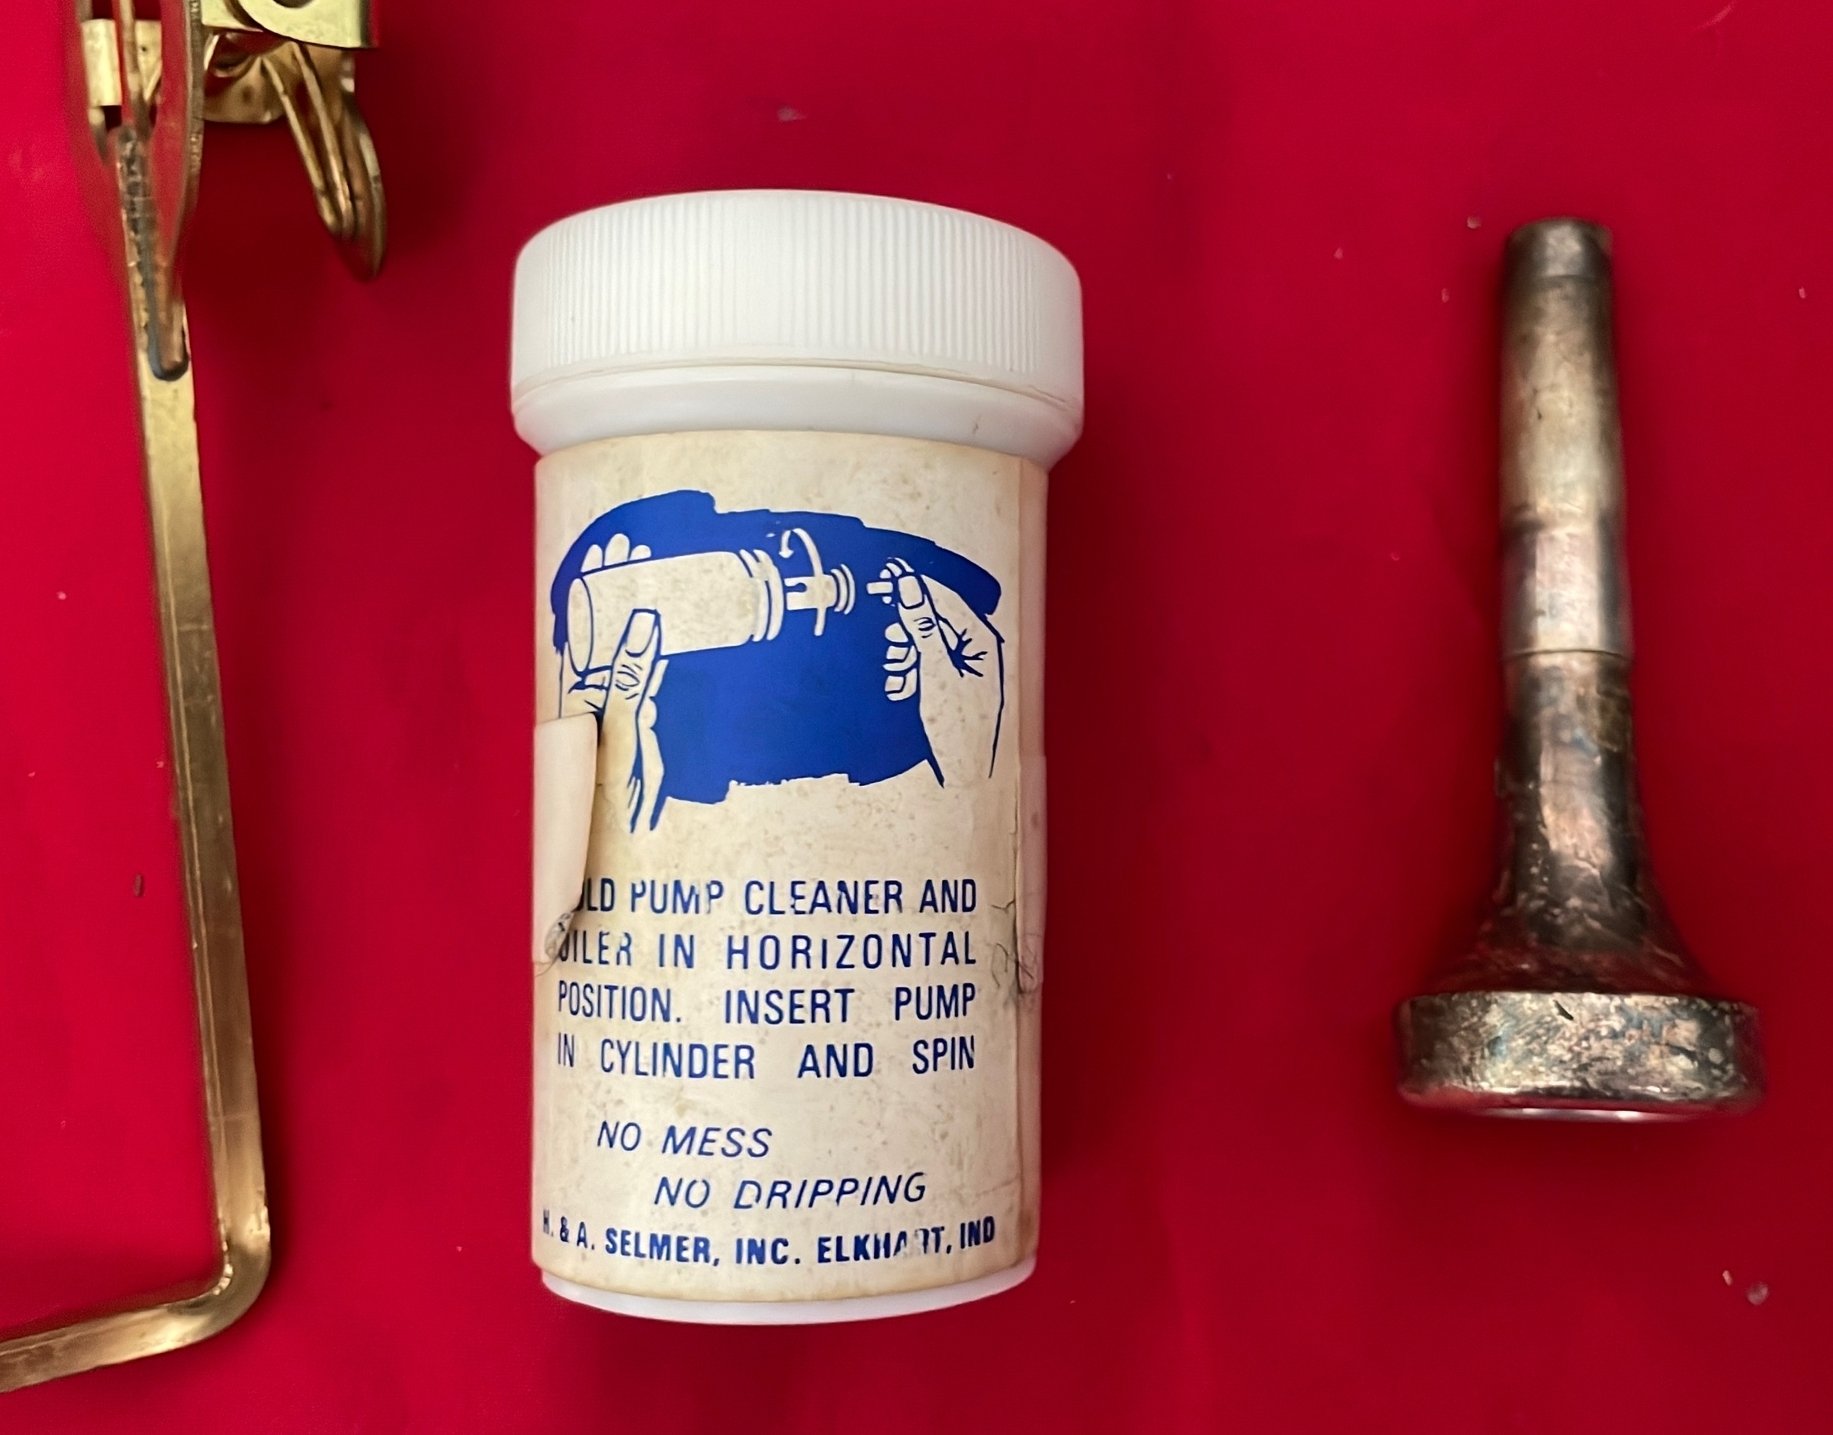 OLD PUMP CLEANER AND
OILER IN HORIZONTAL
POSITION. INSERT PUMP
IN CYLINDER AND SPIN
NO MESS
NO DRIPPING
H. & A. SELMER, INC. ELKHART, IND